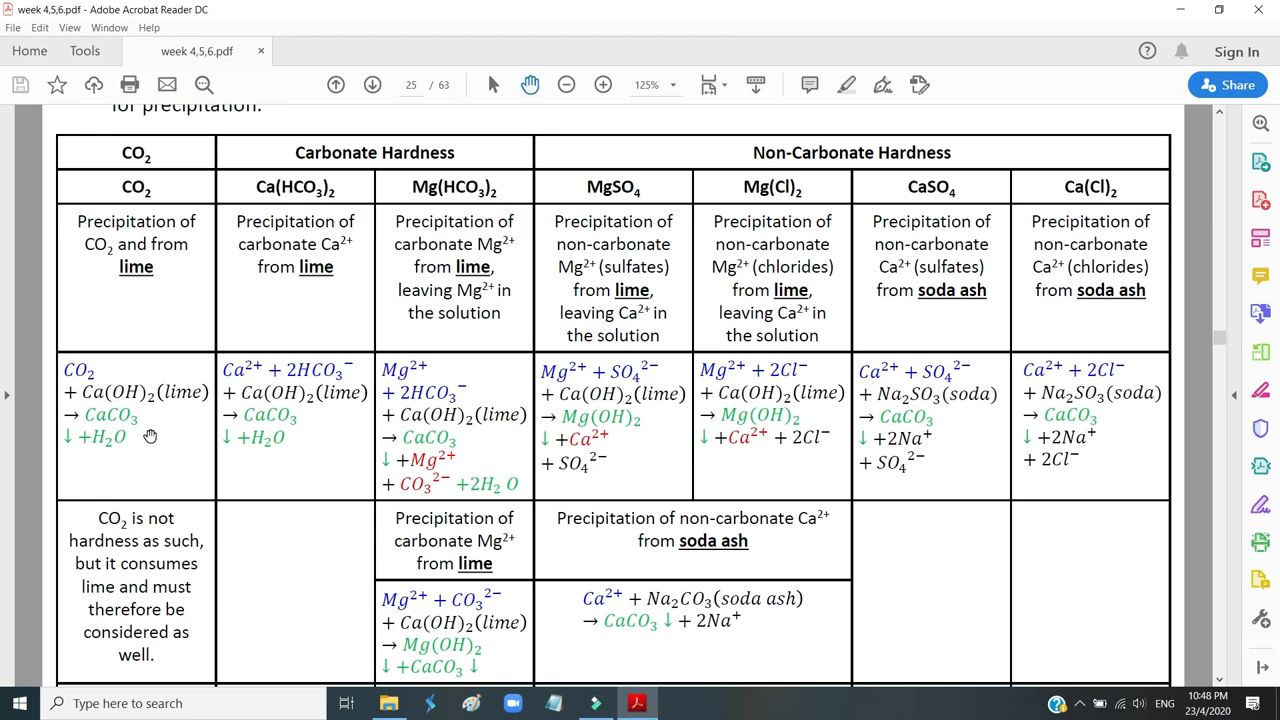 week 4,5,6.pdf - Adobe Acrobat Reader DC
File Edit View Window Help
Home Tools week 4,5,6.pdf × Sign In
25 / 63 125% Share
for precipitation.
CO₂ Carbonate Hardness Non-Carbonate Hardness
CO₂ Ca(HCO₃)₂ Mg(HCO₃)₂ MgSO₄ Mg(Cl)₂ CaSO₄ Ca(Cl)₂
Precipitation of
CO₂ and from
lime
Precipitation of
carbonate Ca²⁺
from lime
Precipitation of
carbonate Mg²⁺
from lime,
leaving Mg²⁺ in
the solution
Precipitation of
non-carbonate
Mg²⁺ (sulfates)
from lime,
leaving Ca²⁺ in
the solution
Precipitation of
non-carbonate
Mg²⁺ (chlorides)
from lime,
leaving Ca²⁺ in
the solution
Precipitation of
non-carbonate
Ca²⁺ (sulfates)
from soda ash
Precipitation of
non-carbonate
Ca²⁺ (chlorides)
from soda ash
CO₂
+ Ca(OH)₂(lime)
→ CaCO₃
↓ +H₂O
Ca²⁺ + 2HCO₃⁻
+ Ca(OH)₂(lime)
→ CaCO₃
↓ +H₂O
Mg²⁺
+ 2HCO₃⁻
+ Ca(OH)₂(lime)
→ CaCO₃
↓ +Mg²⁺
+ CO₃²⁻ +2H₂ O
Mg²⁺ + SO₄²⁻
+ Ca(OH)₂(lime)
→ Mg(OH)₂
↓ +Ca²⁺
+ SO₄²⁻
Mg²⁺ + 2Cl⁻
+ Ca(OH)₂(lime)
→ Mg(OH)₂
↓ +Ca²⁺ + 2Cl⁻
Ca²⁺ + SO₄²⁻
+ Na₂SO₃(soda)
→ CaCO₃
↓ +2Na⁺
+ SO₄²⁻
Ca²⁺ + 2Cl⁻
+ Na₂SO₃(soda)
→ CaCO₃
↓ +2Na⁺
+ 2Cl⁻
CO₂ is not
hardness as such,
but it consumes
lime and must
therefore be
considered as
well.
Precipitation of
carbonate Mg²⁺
from lime
Mg²⁺ + CO₃²⁻
+ Ca(OH)₂(lime)
→ Mg(OH)₂
↓ +CaCO₃ ↓
Precipitation of non-carbonate Ca²⁺
from soda ash
Ca²⁺ + Na₂CO₃(soda ash)
→ CaCO₃ ↓ + 2Na⁺
Type here to search
ENG
10:48 PM
23/4/2020